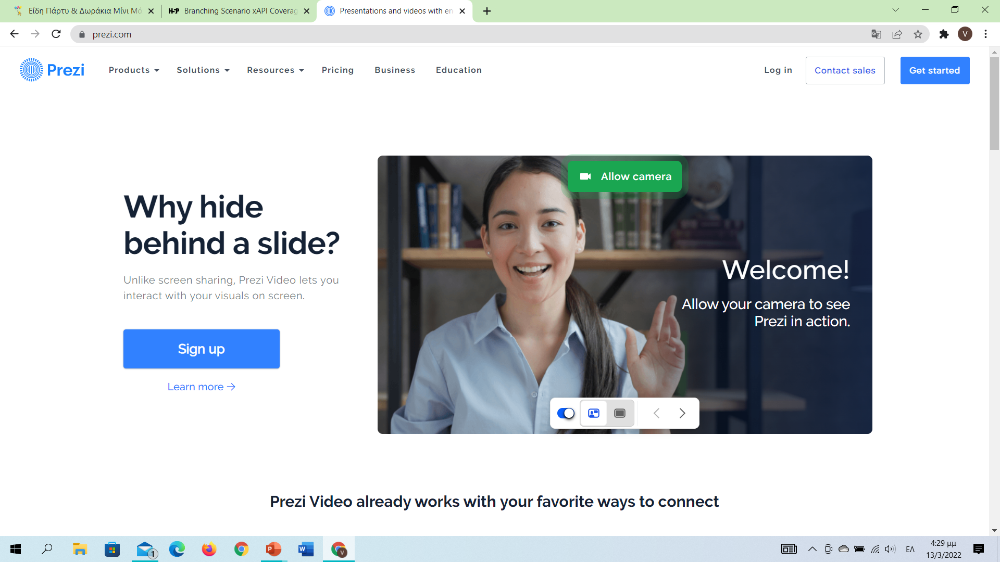 Είδη Πάρτυ & Δωράκια Μίνι Μά
H-P Branching Scenario xAPI Coverag
Presentations and videos with en
prezi.com
V
Prezi
Products
Solutions
Resources
Pricing
Business
Education
Log in
Contact sales
Get started
Allow camera
Why hide
behind a slide?
Unlike screen sharing, Prezi Video lets you
interact with your visuals on screen.
Sign up
Learn more →
Welcome!
Allow your camera to see
Prezi in action.
Prezi Video already works with your favorite ways to connect
1
P
W
V
ΕΛ
4:29 μμ
13/3/2022